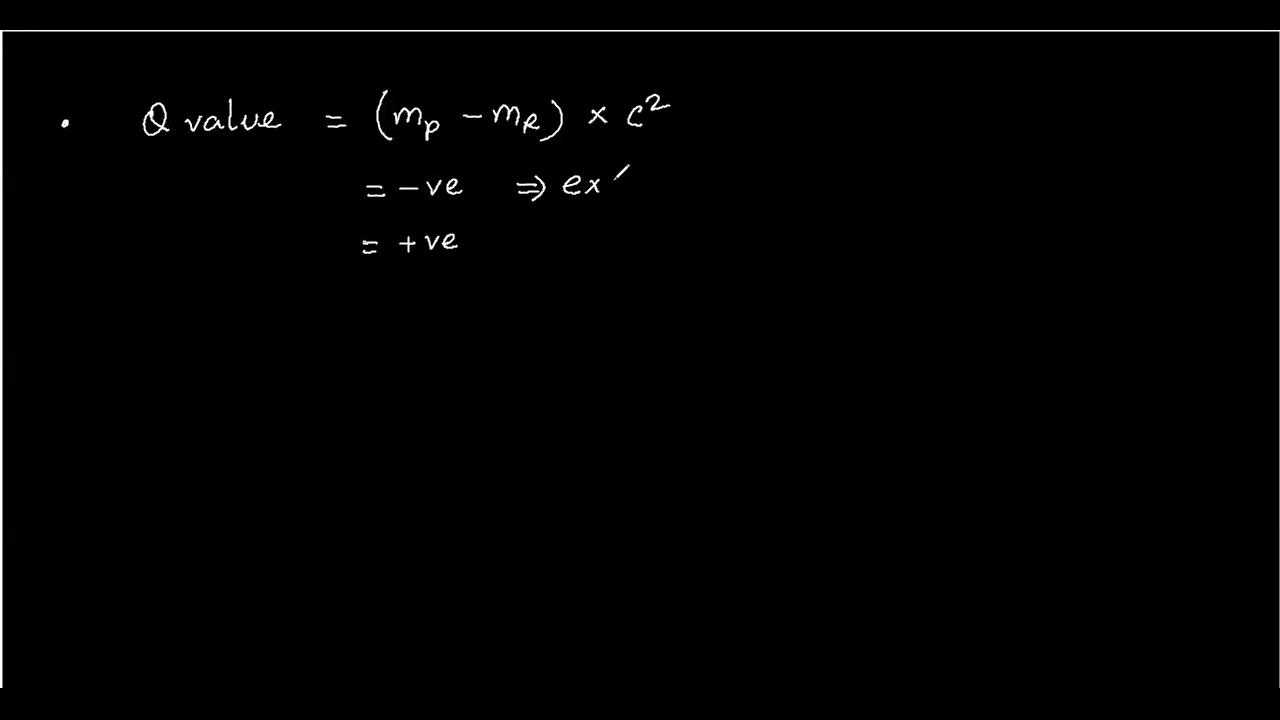 • Q value = (mp - mR) × c²
= -ve ⇒ ex
= +ve